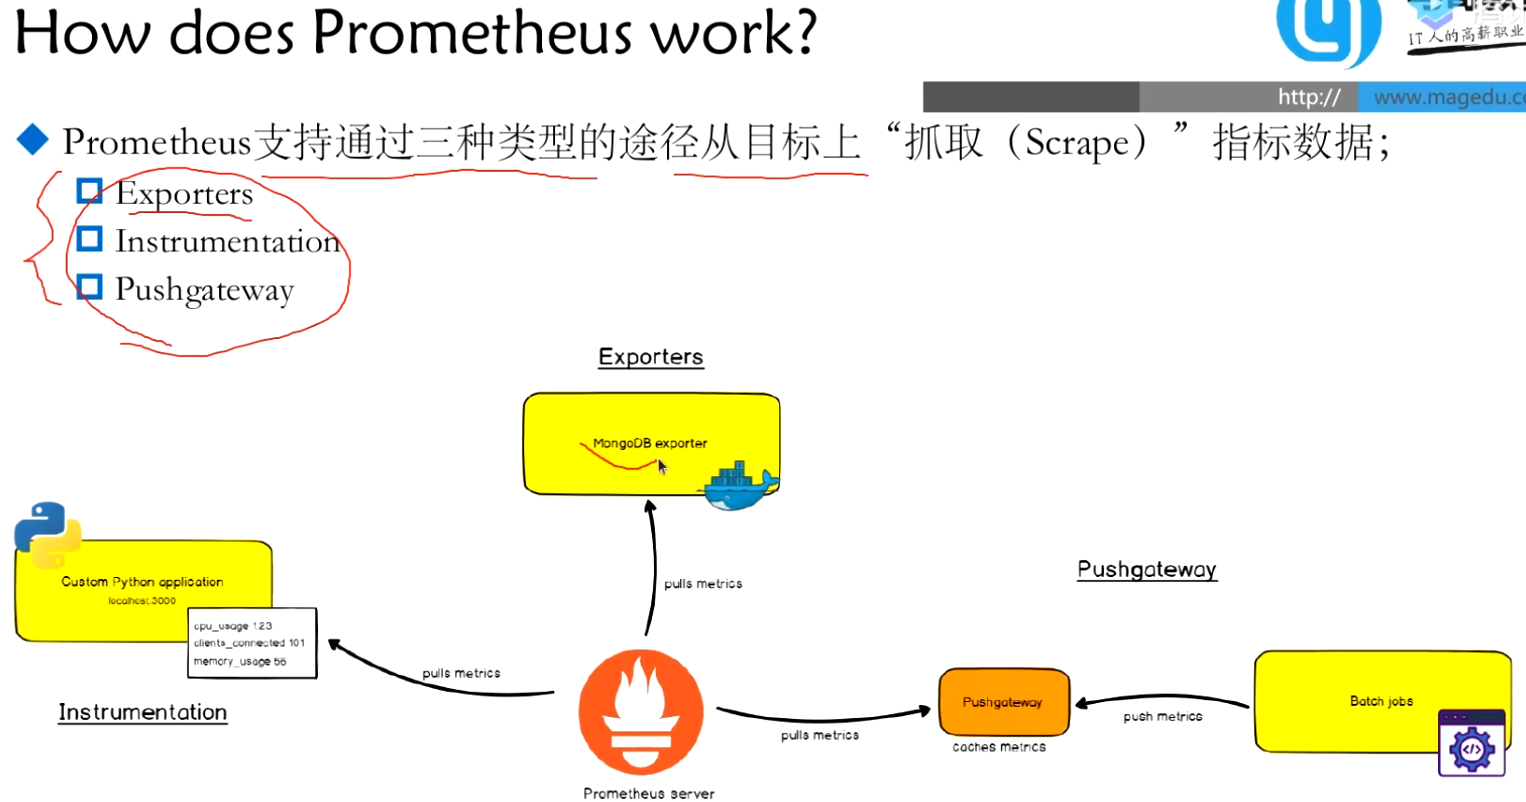 How does Prometheus work?
IT人的高薪职业
http://
www.magedu.co
Prometheus支持通过三种类型的途径从目标上“抓取（Scrape）”指标数据；
Exporters
Instrumentation
Pushgateway
Exporters
MongoDB exporter
pulls metrics
Custom Python application
localhost:3000
cpu_usage 1.23
clients_connected 101
memory_usage 56
pulls metrics
Instrumentation
Prometheus server
pulls metrics
Pushgateway
Pushgateway
caches metrics
push metrics
Batch jobs